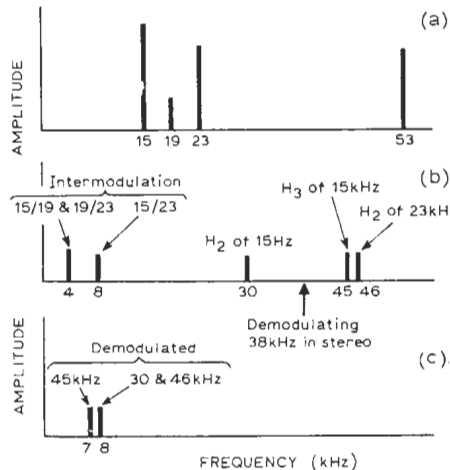 (a)
AMPLITUDE
15 19 23 53
(b)
Intermodulation
15/19 & 19/23 15/23
H2 of 15Hz
H3 of 15kHz
H2 of 23kH
4 8 30 45 46
Demodulating
38kHz in stereo
(c).
AMPLITUDE
Demodulated
45kHz 30 & 46kHz
7 8
FREQUENCY (kHz)